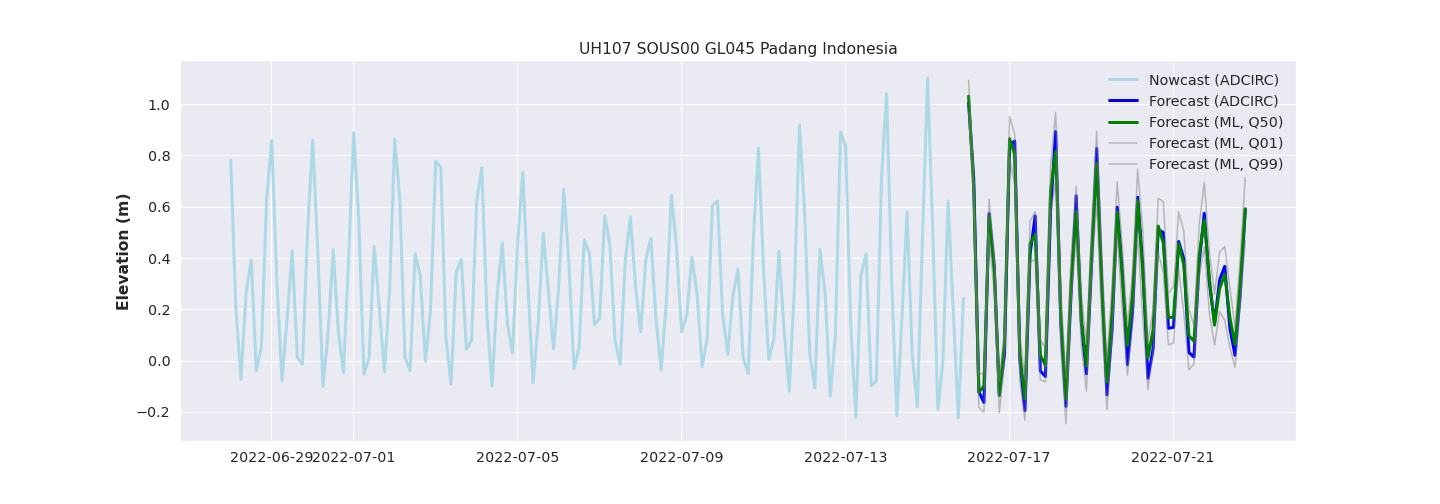 UH107 SOUS00 GL045 Padang Indonesia
Nowcast (ADCIRC)
Forecast (ADCIRC)
Forecast (ML, Q50)
Forecast (ML, Q01)
Forecast (ML, Q99)
Elevation (m)
1.0
0.8
0.6
0.4
0.2
0.0
−0.2
2022-06-29 2022-07-01 2022-07-05 2022-07-09 2022-07-13 2022-07-17 2022-07-21